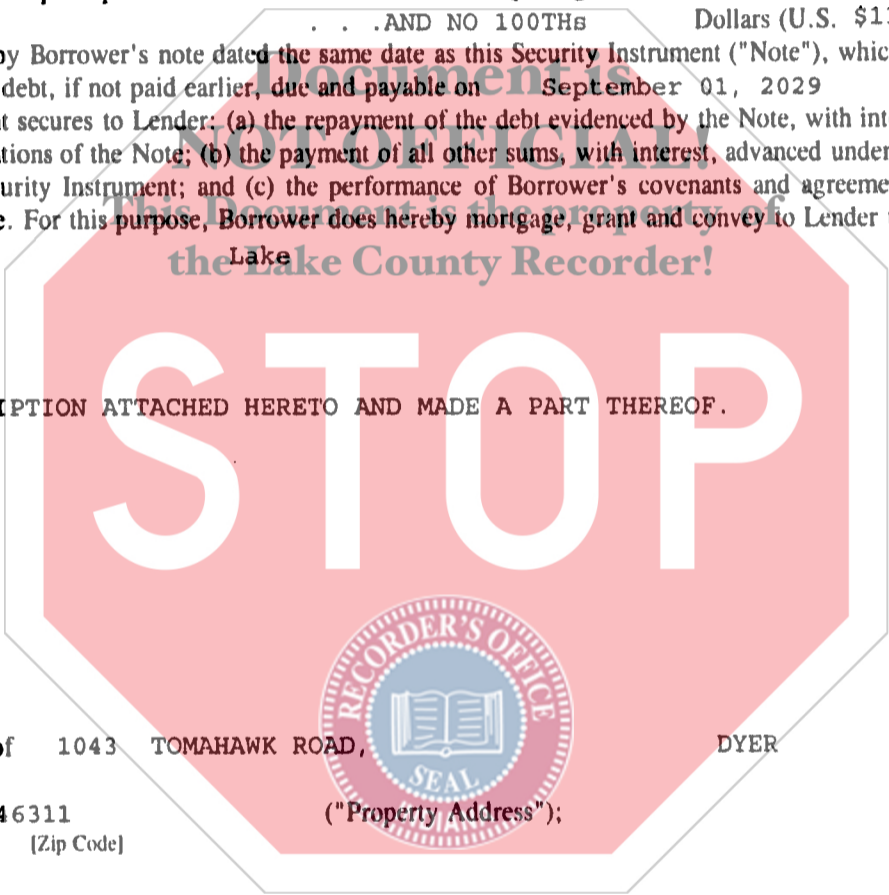 . . .AND NO 100THs Dollars (U.S. $11
by Borrower's note dated the same date as this Security Instrument ("Note"), whic
debt, if not paid earlier, due and payable on September 01, 2029
t secures to Lender: (a) the repayment of the debt evidenced by the Note, with int
tions of the Note; (b) the payment of all other sums, with interest, advanced under
urity Instrument; and (c) the performance of Borrower's covenants and agreeme
e. For this purpose, Borrower does hereby mortgage, grant and convey to Lender
Lake
Document is
NOT OFFICIAL!
This Document is the property of
the Lake County Recorder!
IPTION ATTACHED HERETO AND MADE A PART THEREOF.
STOP
RECORDER'S OFFICE
SEAL
INDIANA
of 1043 TOMAHAWK ROAD, DYER
46311 ("Property Address");
[Zip Code]